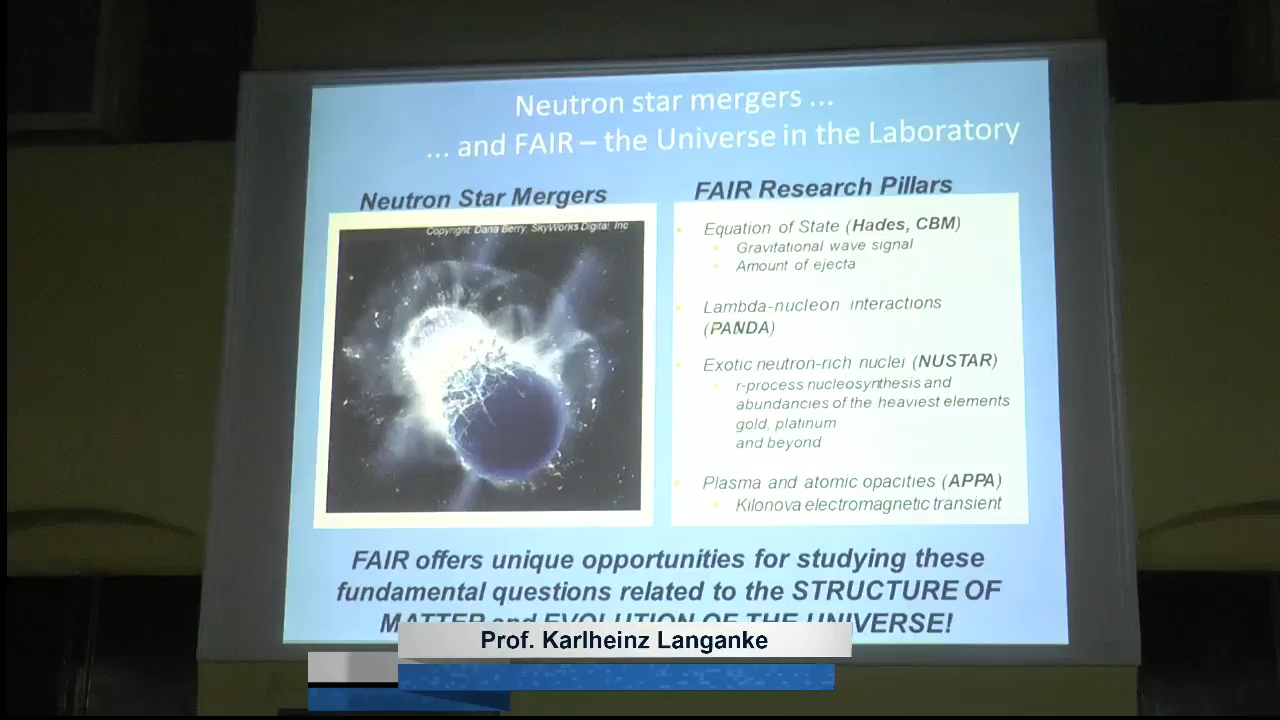 Neutron star mergers ...
... and FAIR – the Universe in the Laboratory
Neutron Star Mergers
Copyright: Dana Berry, SkyWorks Digital, Inc
FAIR Research Pillars
Equation of State (Hades, CBM)
Gravitational wave signal
Amount of ejecta
Lambda-nucleon interactions
(PANDA)
Exotic neutron-rich nuclei (NUSTAR)
r-process nucleosynthesis and
abundancies of the heaviest elements
gold, platinum
and beyond
Plasma and atomic opacities (APPA)
Kilonova electromagnetic transient
FAIR offers unique opportunities for studying these
fundamental questions related to the STRUCTURE OF
MATTER and EVOLUTION OF THE UNIVERSE!
Prof. Karlheinz Langanke